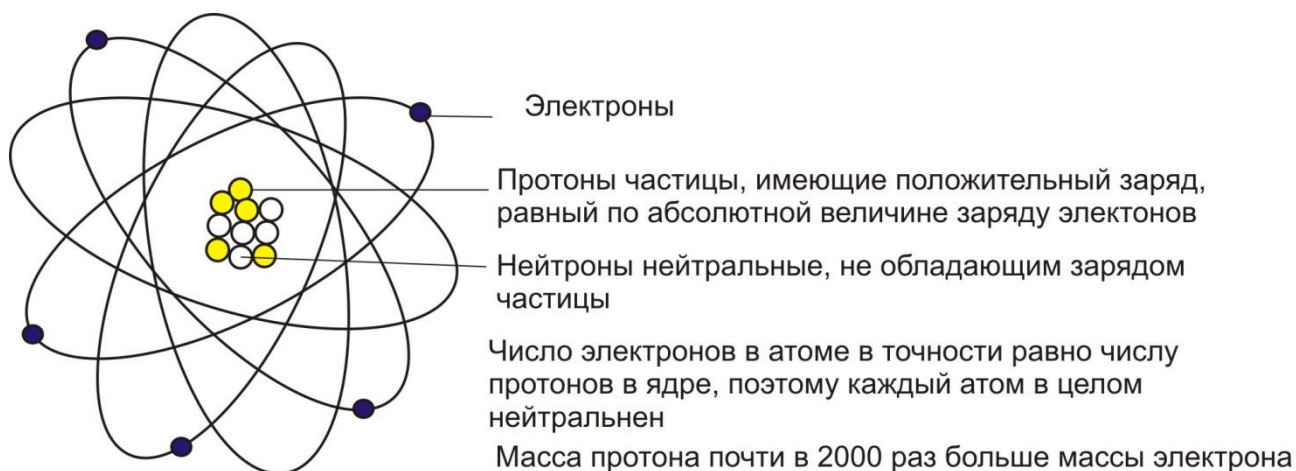 Электроны
Протоны частицы, имеющие положительный заряд,
равный по абсолютной величине заряду электонов
Нейтроны нейтральные, не обладающим зарядом
частицы
Число электронов в атоме в точности равно числу
протонов в ядре, поэтому каждый атом в целом
нейтральнен
Масса протона почти в 2000 раз больше массы электрона